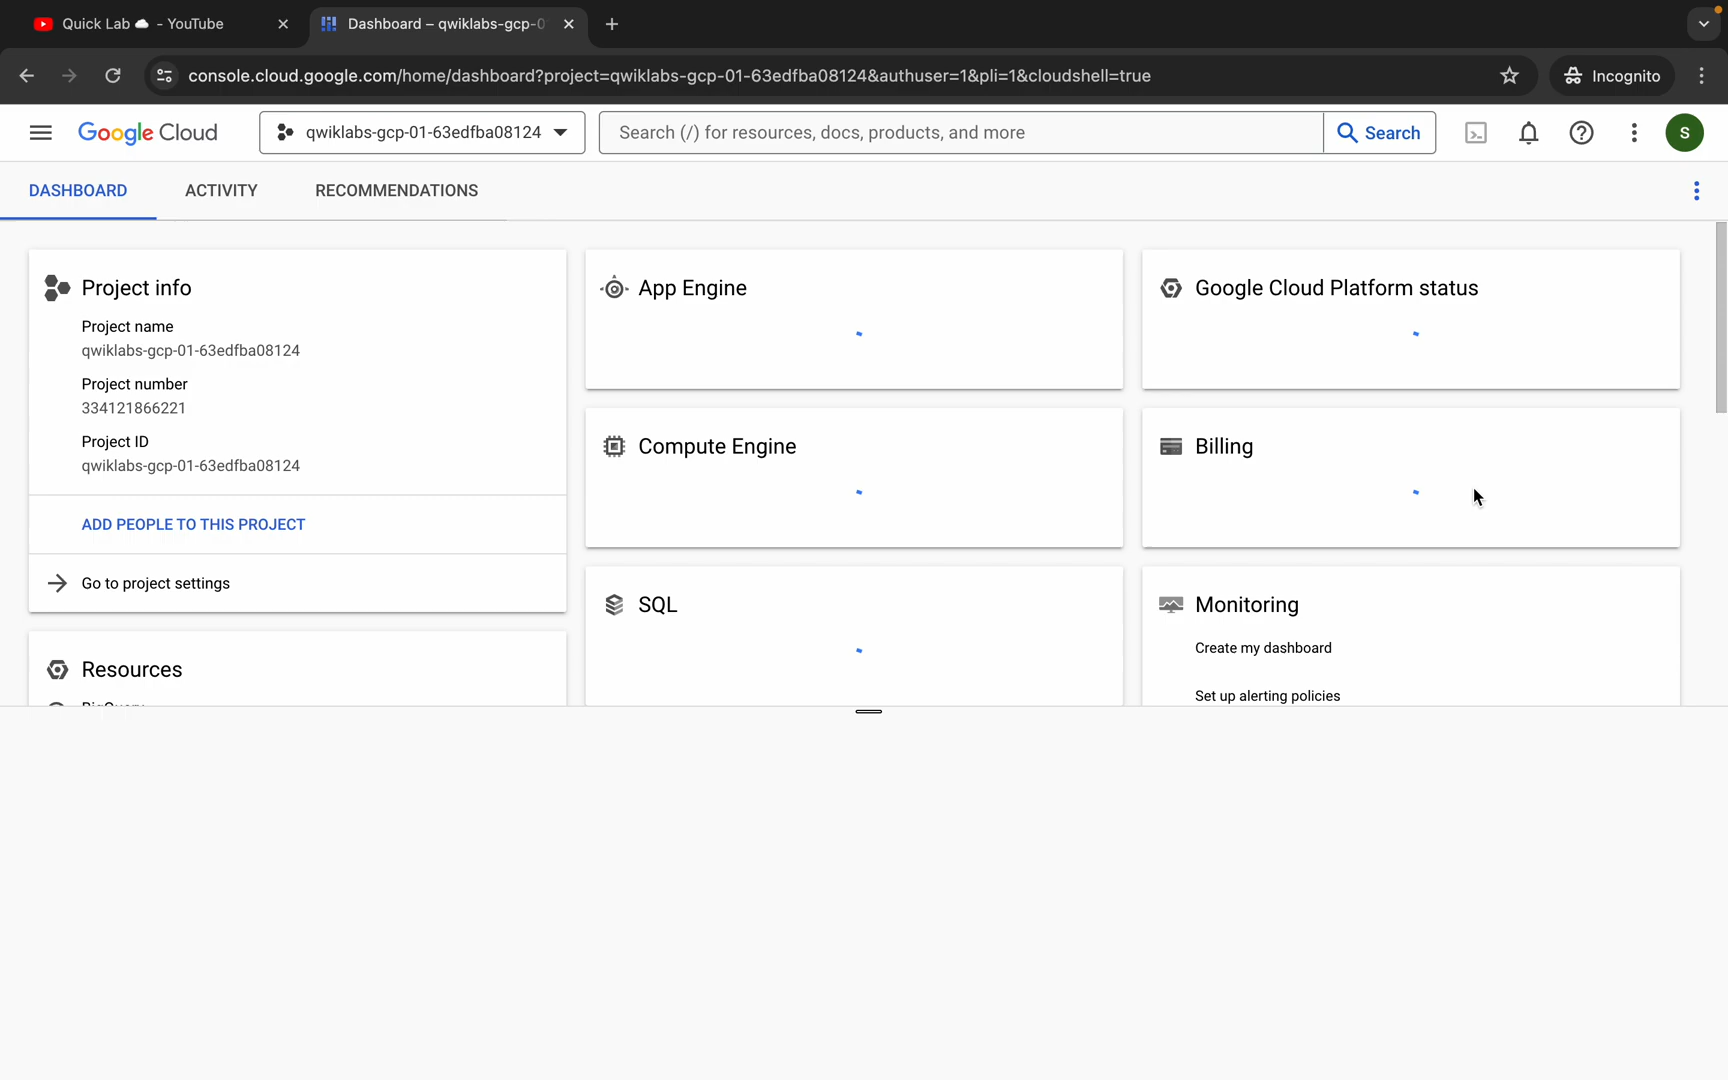 Quick Lab - YouTube
Dashboard – qwiklabs-gcp-0
console.cloud.google.com/home/dashboard?project=qwiklabs-gcp-01-63edfba08124&authuser=1&pli=1&cloudshell=true
Incognito
Google Cloud
qwiklabs-gcp-01-63edfba08124
Search (/) for resources, docs, products, and more
Search
S
DASHBOARD
ACTIVITY
RECOMMENDATIONS
Project info
Project name
qwiklabs-gcp-01-63edfba08124
Project number
334121866221
Project ID
qwiklabs-gcp-01-63edfba08124
ADD PEOPLE TO THIS PROJECT
Go to project settings
Resources
App Engine
Compute Engine
SQL
Google Cloud Platform status
Billing
Monitoring
Create my dashboard
Set up alerting policies